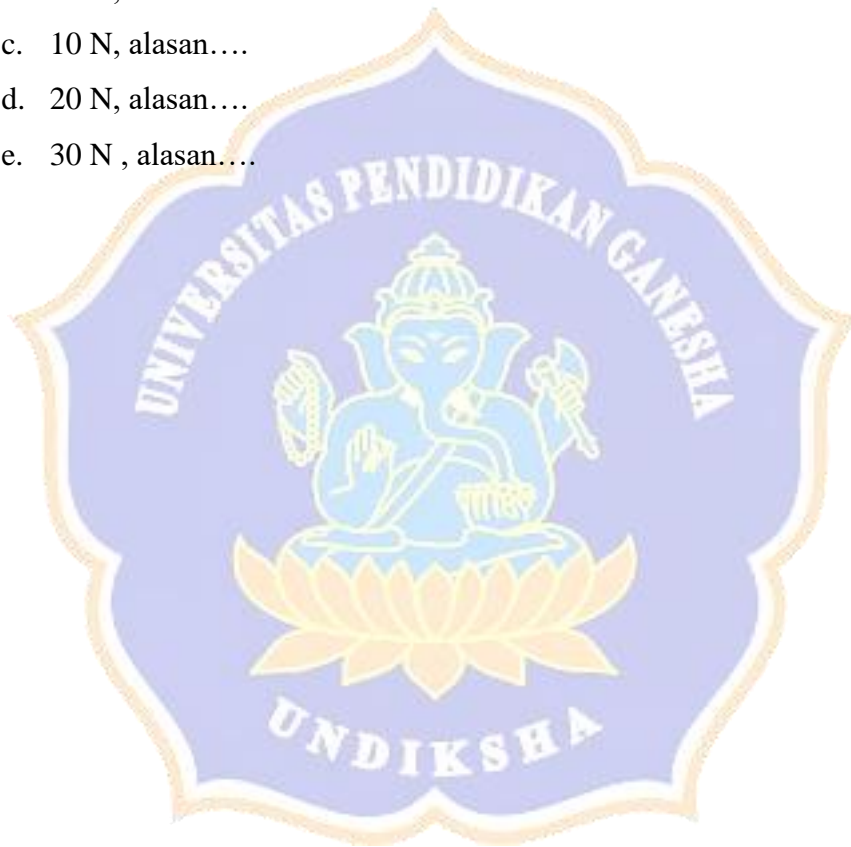 c. 10 N, alasan….
d. 20 N, alasan….
e. 30 N , alasan….
UNIVERSITAS PENDIDIKAN GANESHA
UNDIKSHA